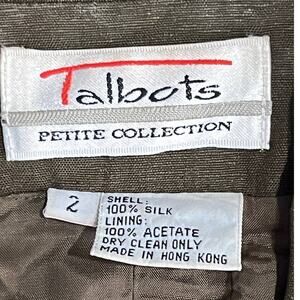 Talbots
PETITE COLLECTION
2
SHELL:
100% SILK
LINING:
100% ACETATE
DRY CLEAN ONLY
MADE IN HONG KONG